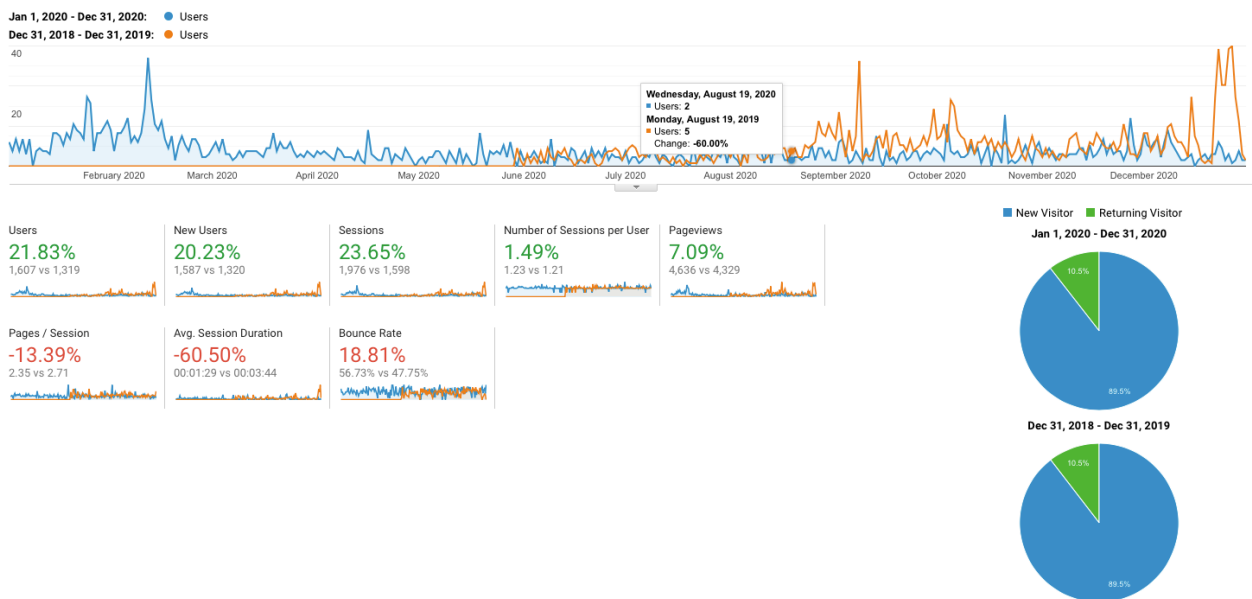 Jan 1, 2020 - Dec 31, 2020: Users
Dec 31, 2018 - Dec 31, 2019: Users
40
20
Wednesday, August 19, 2020
Users: 2
Monday, August 19, 2019
Users: 5
Change: -60.00%
February 2020 March 2020 April 2020 May 2020 June 2020 July 2020 August 2020 September 2020 October 2020 November 2020 December 2020
Users
21.83%
1,607 vs 1,319
New Users
20.23%
1,587 vs 1,320
Sessions
23.65%
1,976 vs 1,598
Number of Sessions per User
1.49%
1.23 vs 1.21
Pageviews
7.09%
4,636 vs 4,329
Pages / Session
-13.39%
2.35 vs 2.71
Avg. Session Duration
-60.50%
00:01:29 vs 00:03:44
Bounce Rate
18.81%
56.73% vs 47.75%
New Visitor Returning Visitor
Jan 1, 2020 - Dec 31, 2020
10.5%
89.5%
Dec 31, 2018 - Dec 31, 2019
10.5%
89.5%